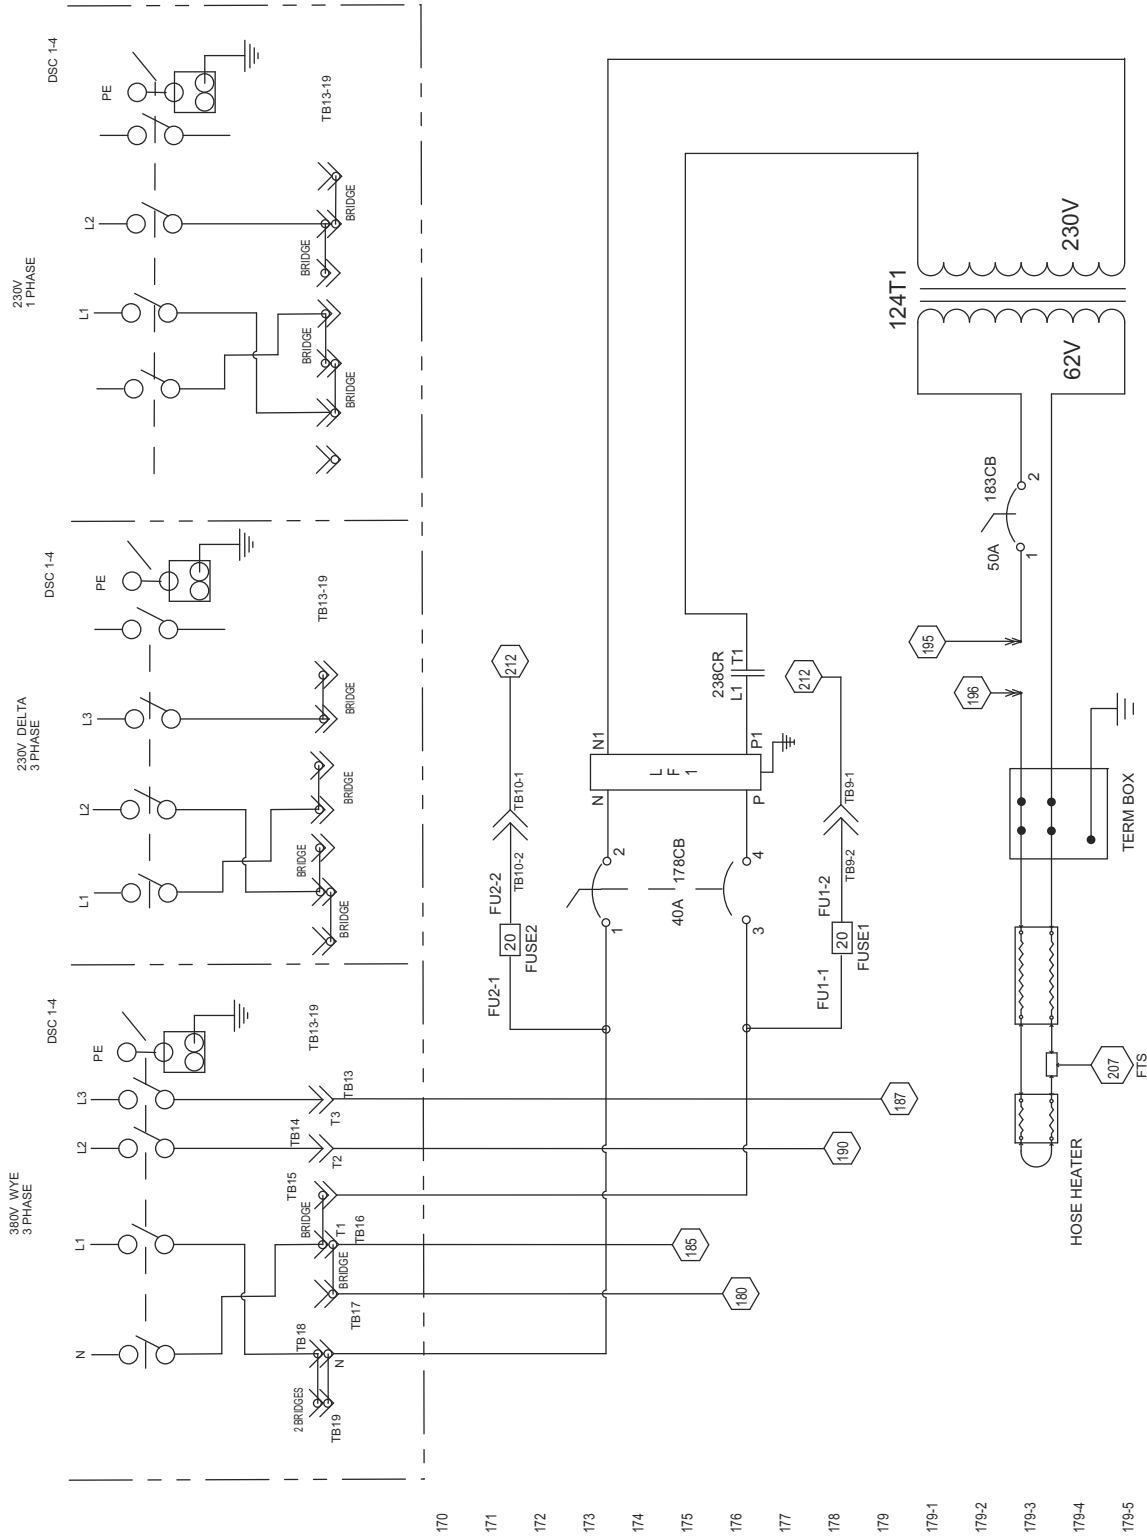 380V WYE
3 PHASE
DSC 1-4
N
L1
L2
L3
PE
TB13-19
2 BRIDGES
TB19
TB18
N
TB17
BRIDGE
T1
TB16
BRIDGE
TB15
T2
TB14
T3
TB13
230V DELTA
3 PHASE
DSC 1-4
L1
L2
L3
PE
TB13-19
BRIDGE
BRIDGE
BRIDGE
230V
1 PHASE
DSC 1-4
L1
L2
PE
TB13-19
BRIDGE
BRIDGE
BRIDGE
BRIDGE
170
171
172
173
174
175
176
177
178
179
179-1
179-2
179-3
179-4
179-5
FU2-1
20
FUSE2
FU2-2
TB10-2
TB10-1
212
1
2
N
N1
L
F
1
40A 178CB
3
4
P
P1
238CR
L1
T1
FU1-1
20
FUSE1
FU1-2
TB9-2
TB9-1
212
180
185
190
187
124T1
230V
62V
195
50A
183CB
1
2
196
HOSE HEATER
207
FTS
TERM BOX